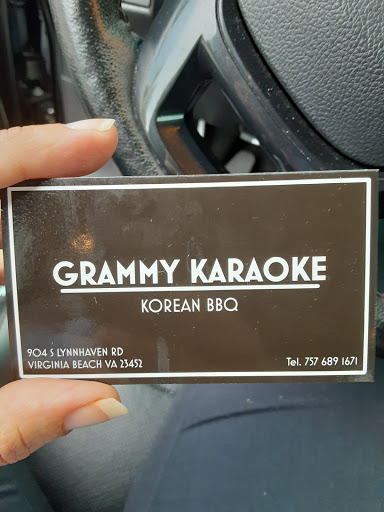 GRAMMY KARAOKE
KOREAN BBQ
904 S LYNNHAVEN RD
VIRGINIA BEACH VA 23452
Tel. 757 689 1671